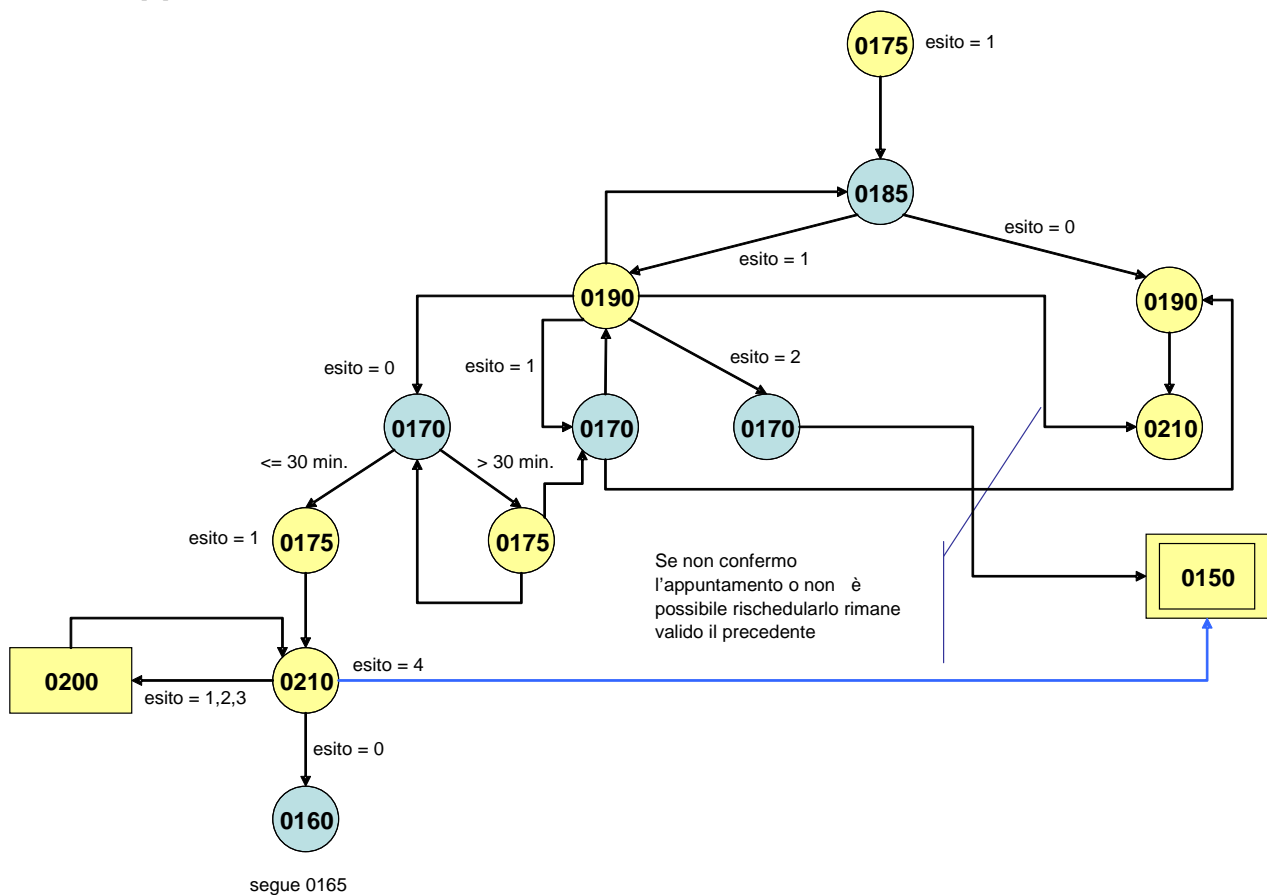 0175
esito = 1
0185
esito = 0
esito = 1
0190
0190
esito = 2
esito = 0
esito = 1
0170
0170
0170
0210
<= 30 min.
> 30 min.
esito = 1
0175
0175
Se non confermo
l'appuntamento o non è
possibile rischedularlo rimane
valido il precedente
0150
esito = 4
0200
0210
esito = 1,2,3
esito = 0
0160
segue 0165